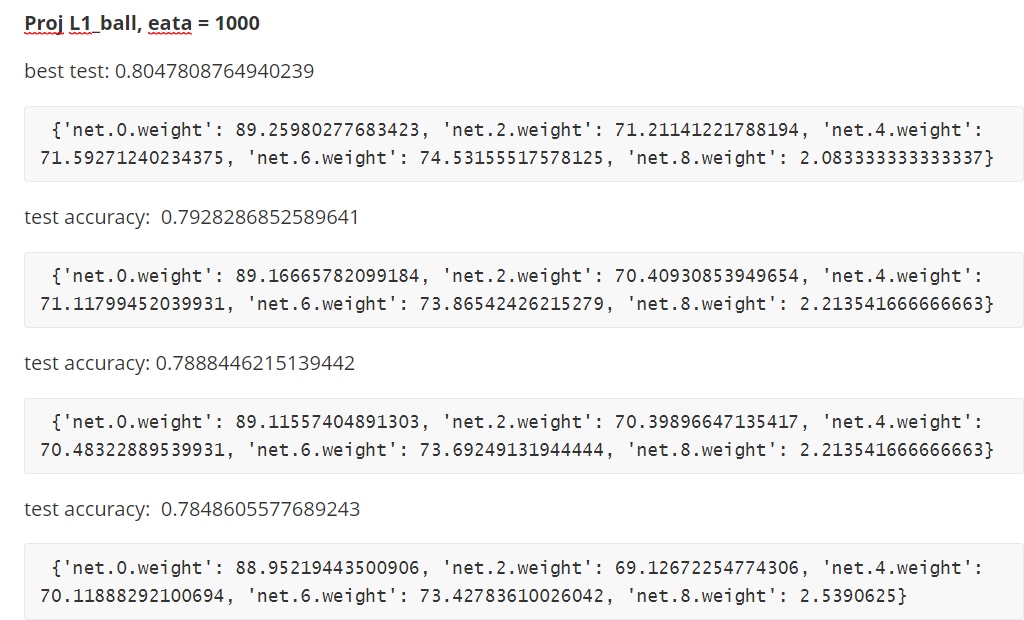 Proj L1_ball, eata = 1000
best test: 0.8047808764940239
{'net.0.weight': 89.25980277683423, 'net.2.weight': 71.21141221788194, 'net.4.weight':
71.59271240234375, 'net.6.weight': 74.53155517578125, 'net.8.weight': 2.083333333333337}
test accuracy:  0.7928286852589641
{'net.0.weight': 89.16665782099184, 'net.2.weight': 70.40930853949654, 'net.4.weight':
71.11799452039931, 'net.6.weight': 73.86542426215279, 'net.8.weight': 2.213541666666663}
test accuracy: 0.7888446215139442
{'net.0.weight': 89.11557404891303, 'net.2.weight': 70.39896647135417, 'net.4.weight':
70.48322889539931, 'net.6.weight': 73.69249131944444, 'net.8.weight': 2.213541666666663}
test accuracy:  0.7848605577689243
{'net.0.weight': 88.95219443500906, 'net.2.weight': 69.12672254774306, 'net.4.weight':
70.11888292100694, 'net.6.weight': 73.42783610026042, 'net.8.weight': 2.5390625}